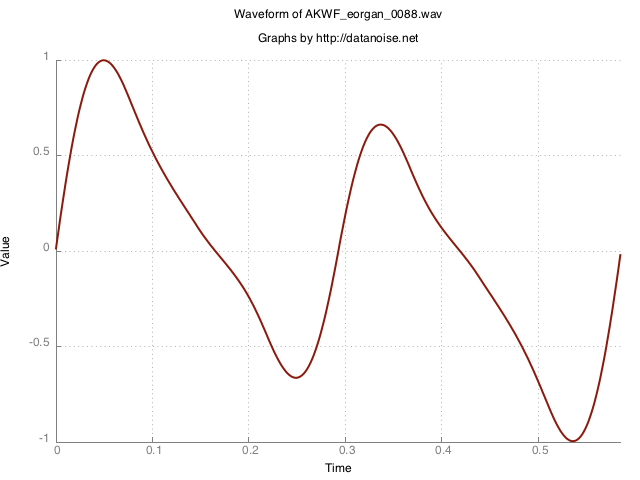 Waveform of AKWF_eorgan_0088.wav
Graphs by http://datanoise.net
1
0.5
0
-0.5
-1
Value
0 0.1 0.2 0.3 0.4 0.5
Time